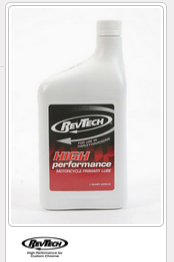 REVTECH
HIGH
performance
MOTORCYCLE PRIMARY LUBE
REVTECH
High Performance by
Custom Chrome